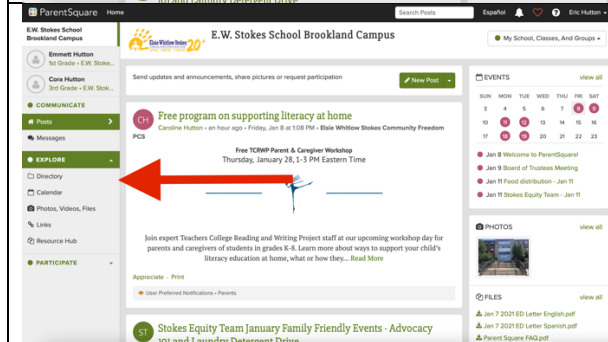 101 and Laundry Detergent Drive
ParentSquare Home
Search Posts
Español
Eric Hutton
E.W. Stokes School
Brookland Campus
Emmett Hutton
1st Grade • E.W. Stoke...
Cora Hutton
3rd Grade • E.W. Stok...
COMMUNICATE
Posts
Messages
EXPLORE
Directory
Calendar
Photos, Videos, Files
Links
Resource Hub
PARTICIPATE
Elsie Whitlow Stokes 20+
E.W. Stokes School Brookland Campus
My School, Classes, And Groups
Send updates and announcements, share pictures or request participation
New Post
CH
Free program on supporting literacy at home
Caroline Hutton • an hour ago • Friday, Jan 8 at 1:08 PM • Elsie Whitlow Stokes Community Freedom
PCS
Free TCRWP Parent & Caregiver Workshop
Thursday, January 28, 1-3 PM Eastern Time
Join expert Teachers College Reading and Writing Project staff at our upcoming workshop day for
parents and caregivers of students in grades K-8. Learn more about ways to support your child's
literacy education at home, what or how they... Read More
Appreciate · Print
User Preferred Notifications • Parents
ST
Stokes Equity Team January Family Friendly Events - Advocacy
101 and Laundry Detergent Drive
EVENTS view all
SUN MON TUE WED THU FRI SAT
3 4 5 6 7 8 9
10 11 12 13 14 15 16
17 18 19 20 21 22 23
Jan 8 Welcome to ParentSquare!
Jan 9 Board of Trustees Meeting
Jan 11 Food distribution - Jan 11
Jan 11 Stokes Equity Team - Jan 11
PHOTOS view all
FILES view all
Jan 7 2021 ED Letter English.pdf
Jan 7 2021 ED Letter Spanish.pdf
Parent Square FAQ.pdf